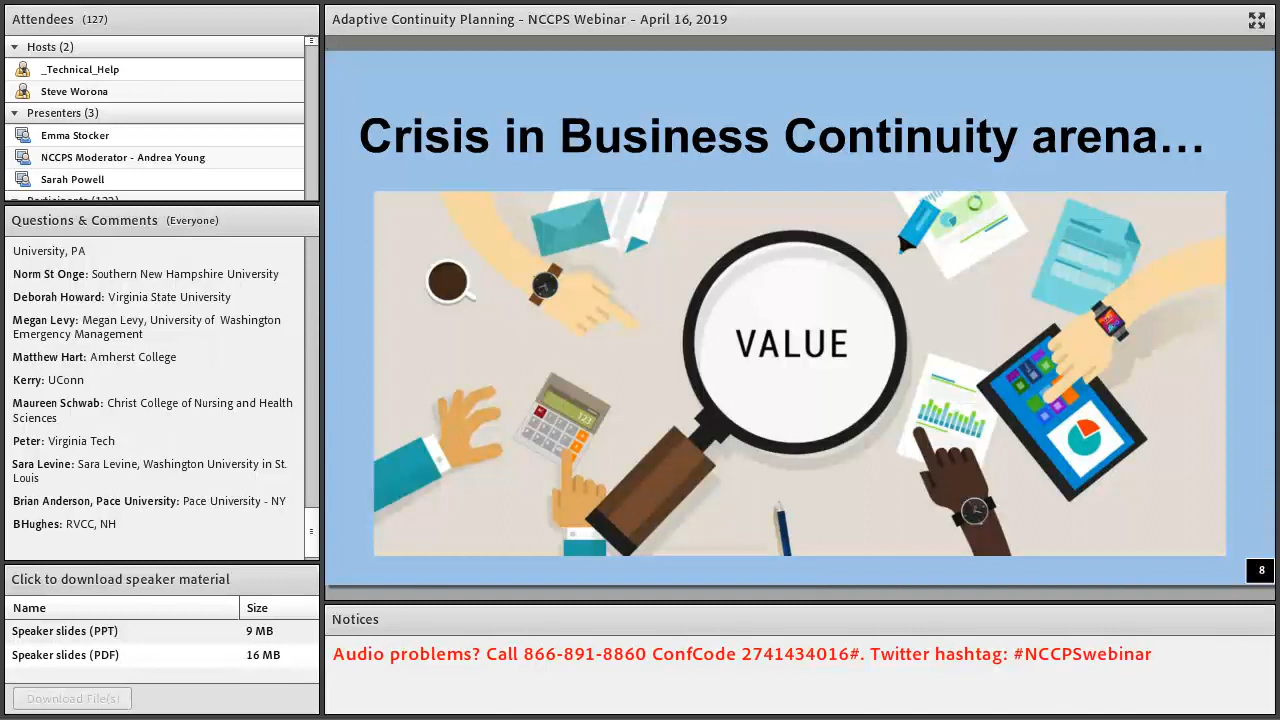 Attendees (127)
Hosts (2)
_Technical_Help
Steve Worona
Presenters (3)
Emma Stocker
NCCPS Moderator - Andrea Young
Sarah Powell
Participants (122)
Questions & Comments (Everyone)
University, PA
Norm St Onge: Southern New Hampshire University
Deborah Howard: Virginia State University
Megan Levy: Megan Levy, University of Washington
Emergency Management
Matthew Hart: Amherst College
Kerry: UConn
Maureen Schwab: Christ College of Nursing and Health
Sciences
Peter: Virginia Tech
Sara Levine: Sara Levine, Washington University in St.
Louis
Brian Anderson, Pace University: Pace University - NY
BHughes: RVCC, NH
Click to download speaker material
Name Size
Speaker slides (PPT) 9 MB
Speaker slides (PDF) 16 MB
Download File(s)
Adaptive Continuity Planning - NCCPS Webinar - April 16, 2019
Crisis in Business Continuity arena...
VALUE
123
8
Notices
Audio problems? Call 866-891-8860 ConfCode 2741434016#. Twitter hashtag: #NCCPSwebinar